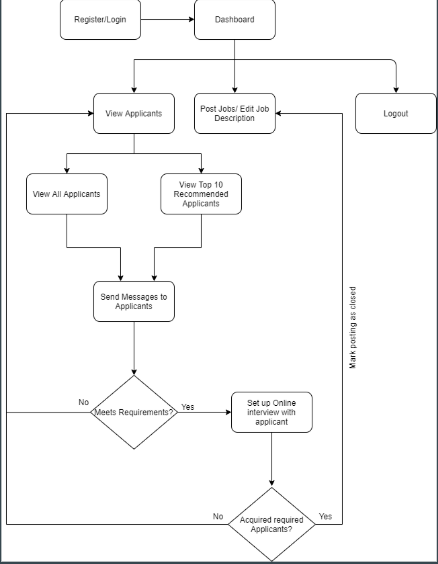 Register/Login
Dashboard
View Applicants
Post Jobs/ Edit Job
Description
Logout
View All Applicants
View Top 10
Recommended
Applicants
Send Messages to
Applicants
Mark posting as closed
No
Meets Requirements?
Yes
Set up Online
interview with
applicant
No
Acquired required
Applicants?
Yes